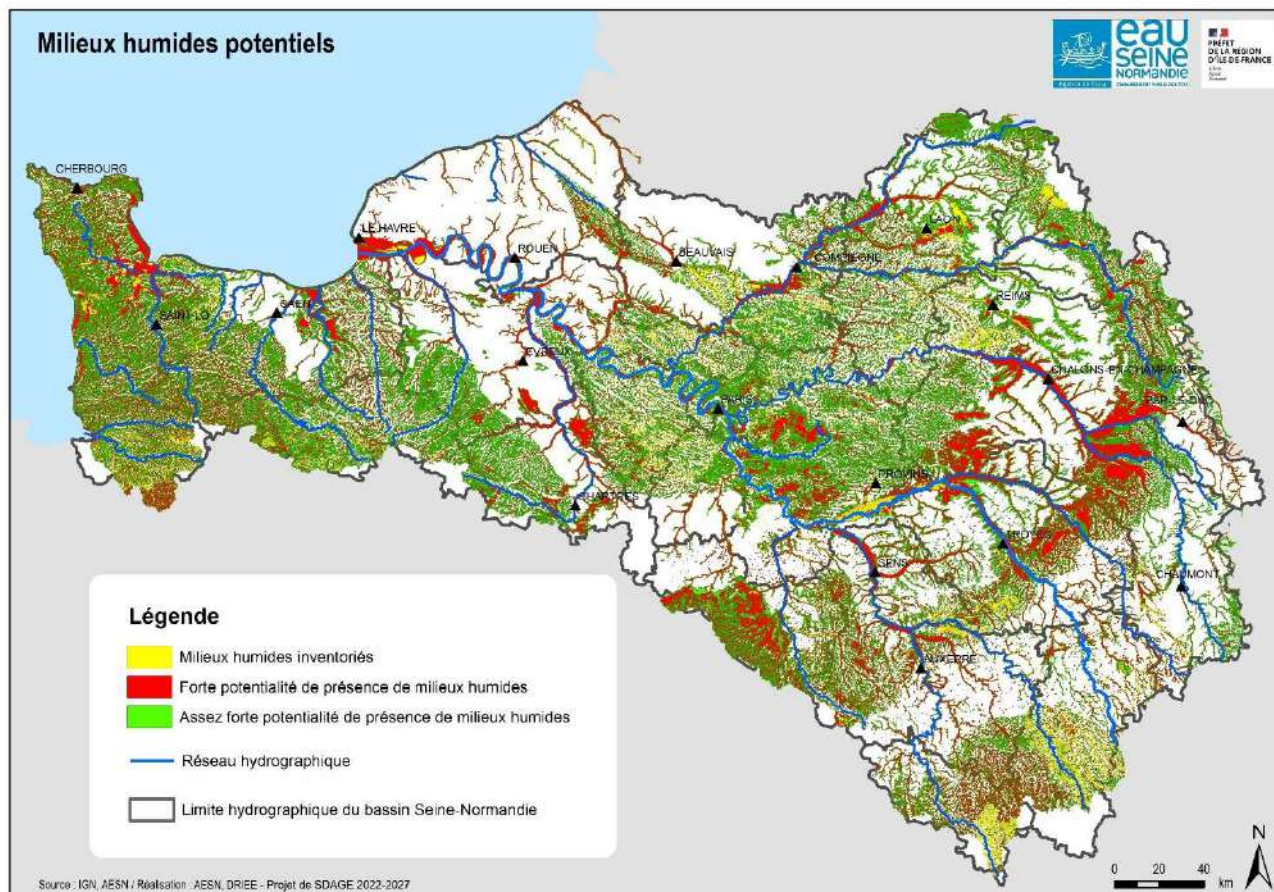 Milieux humides potentiels
eau
SEINE
NORMANDIE
PRÉFET
DE LA RÉGION
D'ÎLE-DE-FRANCE
CHERBOURG
LE HAVRE
ROUEN
BEAUVAIS
COMPIEGNE
LAON
REIMS
SAINT-LO
CAEN
EVREUX
PARIS
CHALONS-EN-CHAMPAGNE
BAR-LE-DUC
PROVINS
CHARTRES
TROYES
SENS
CHAUMONT
AUXERRE
Légende
Milieux humides inventoriés
Forte potentialité de présence de milieux humides
Assez forte potentialité de présence de milieux humides
Réseau hydrographique
Limite hydrographique du bassin Seine-Normandie
N
0 20 40
km
Source : IGN, AESN / Réalisation : AESN, DRIEE - Projet de SDAGE 2022-2027